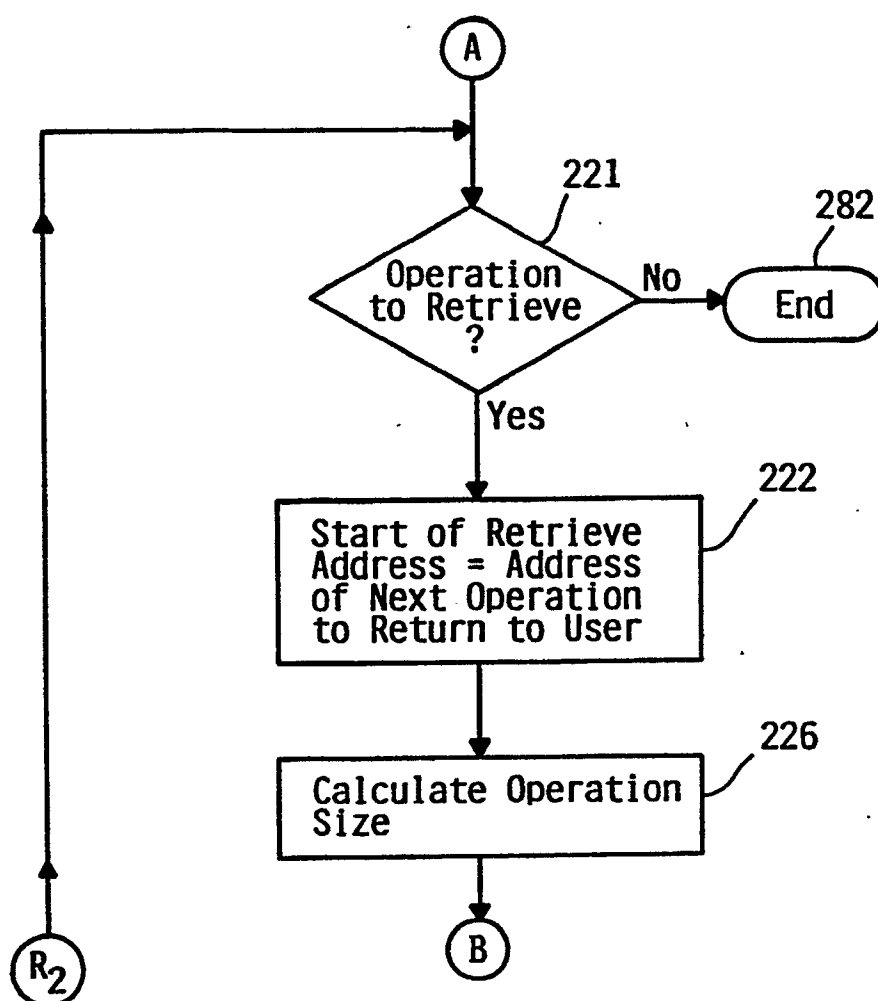 A
221
282
Operation
to Retrieve
?
No
End
Yes
222
Start of Retrieve
Address = Address
of Next Operation
to Return to User
226
Calculate Operation
Size
B
R2